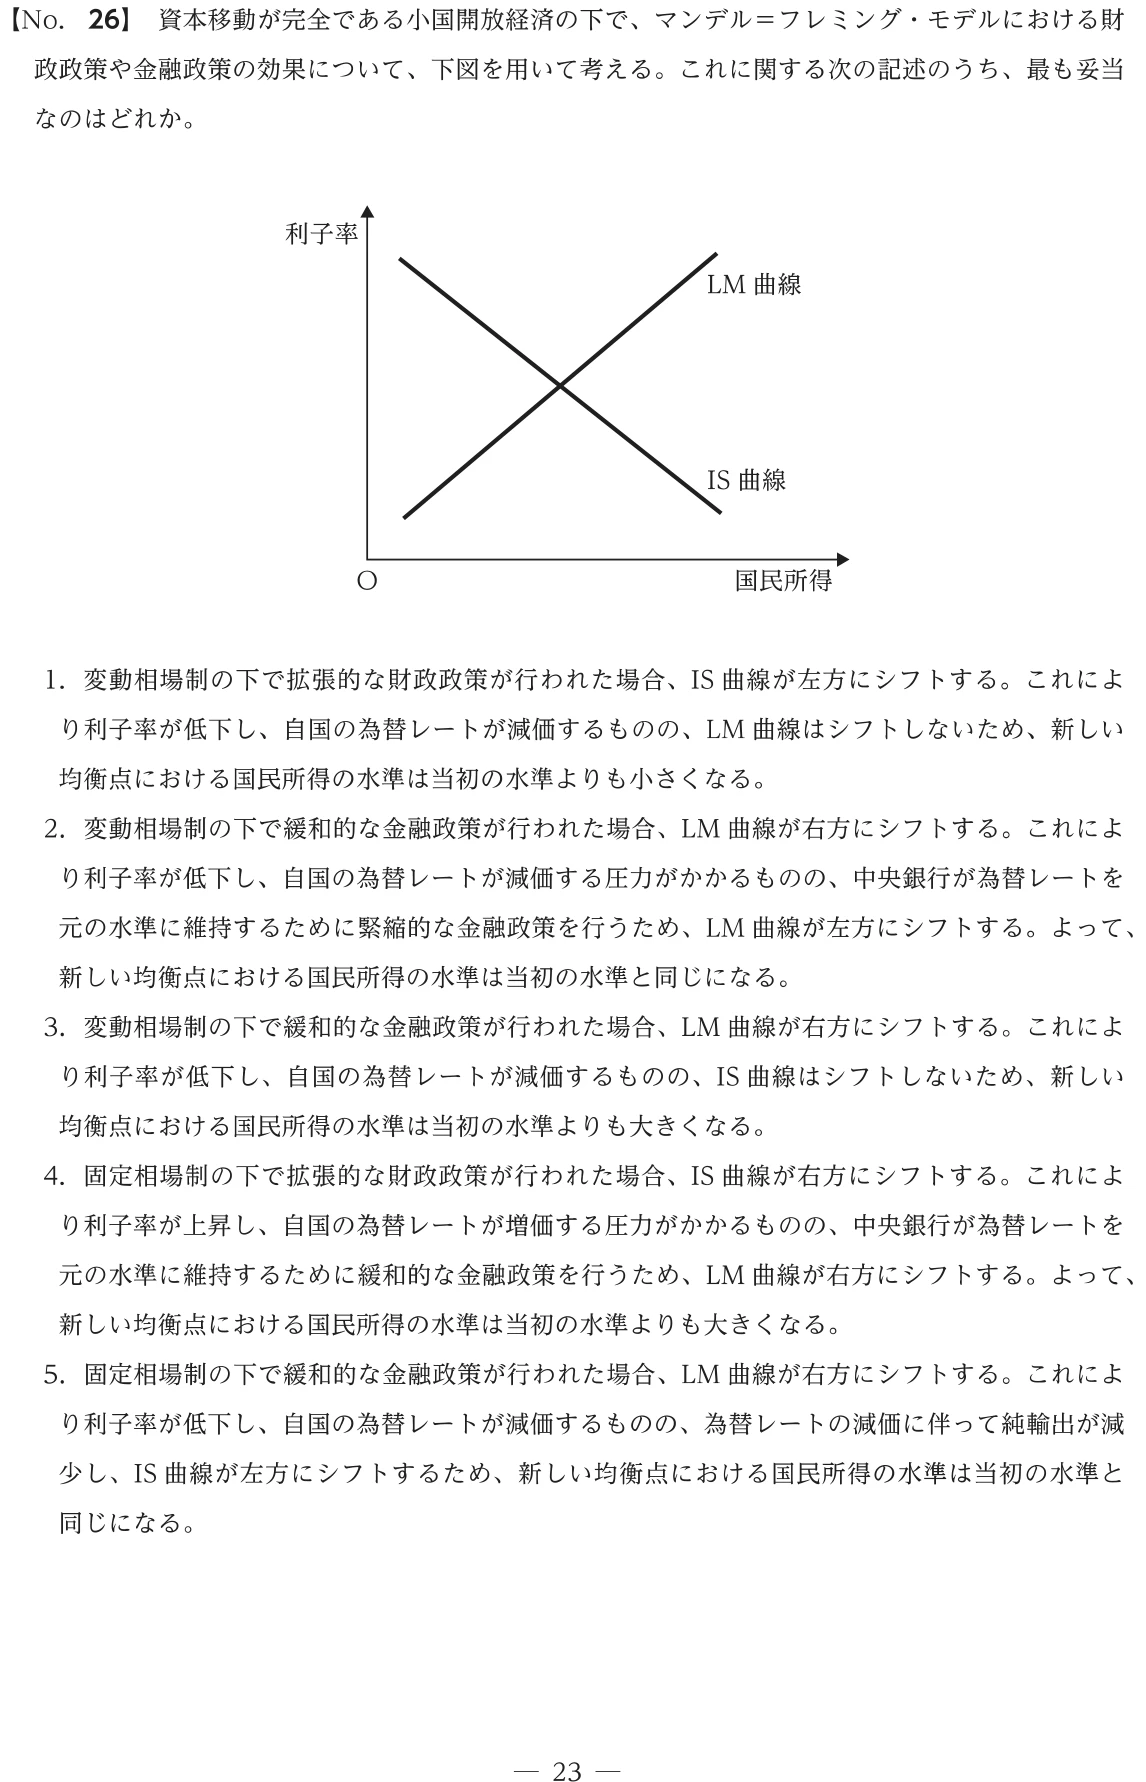 【No. 26】 資本移動が完全である小国開放経済の下で、マンデル＝フレミング・モデルにおける財
政政策や金融政策の効果について、下図を用いて考える。これに関する次の記述のうち、最も妥当
なのはどれか。
利子率
LM 曲線
IS 曲線
O
国民所得
1. 変動相場制の下で拡張的な財政政策が行われた場合、IS 曲線が左方にシフトする。これによ
り利子率が低下し、自国の為替レートが減価するものの、LM 曲線はシフトしないため、新しい
均衡点における国民所得の水準は当初の水準よりも小さくなる。
2. 変動相場制の下で緩和的な金融政策が行われた場合、LM 曲線が右方にシフトする。これによ
り利子率が低下し、自国の為替レートが減価する圧力がかかるものの、中央銀行が為替レートを
元の水準に維持するために緊縮的な金融政策を行うため、LM 曲線が左方にシフトする。よって、
新しい均衡点における国民所得の水準は当初の水準と同じになる。
3. 変動相場制の下で緩和的な金融政策が行われた場合、LM 曲線が右方にシフトする。これによ
り利子率が低下し、自国の為替レートが減価するものの、IS 曲線はシフトしないため、新しい
均衡点における国民所得の水準は当初の水準よりも大きくなる。
4. 固定相場制の下で拡張的な財政政策が行われた場合、IS 曲線が右方にシフトする。これによ
り利子率が上昇し、自国の為替レートが増価する圧力がかかるものの、中央銀行が為替レートを
元の水準に維持するために緩和的な金融政策を行うため、LM 曲線が右方にシフトする。よって、
新しい均衡点における国民所得の水準は当初の水準よりも大きくなる。
5. 固定相場制の下で緩和的な金融政策が行われた場合、LM 曲線が右方にシフトする。これによ
り利子率が低下し、自国の為替レートが減価するものの、為替レートの減価に伴って純輸出が減
少し、IS 曲線が左方にシフトするため、新しい均衡点における国民所得の水準は当初の水準と
同じになる。
― 23 ―